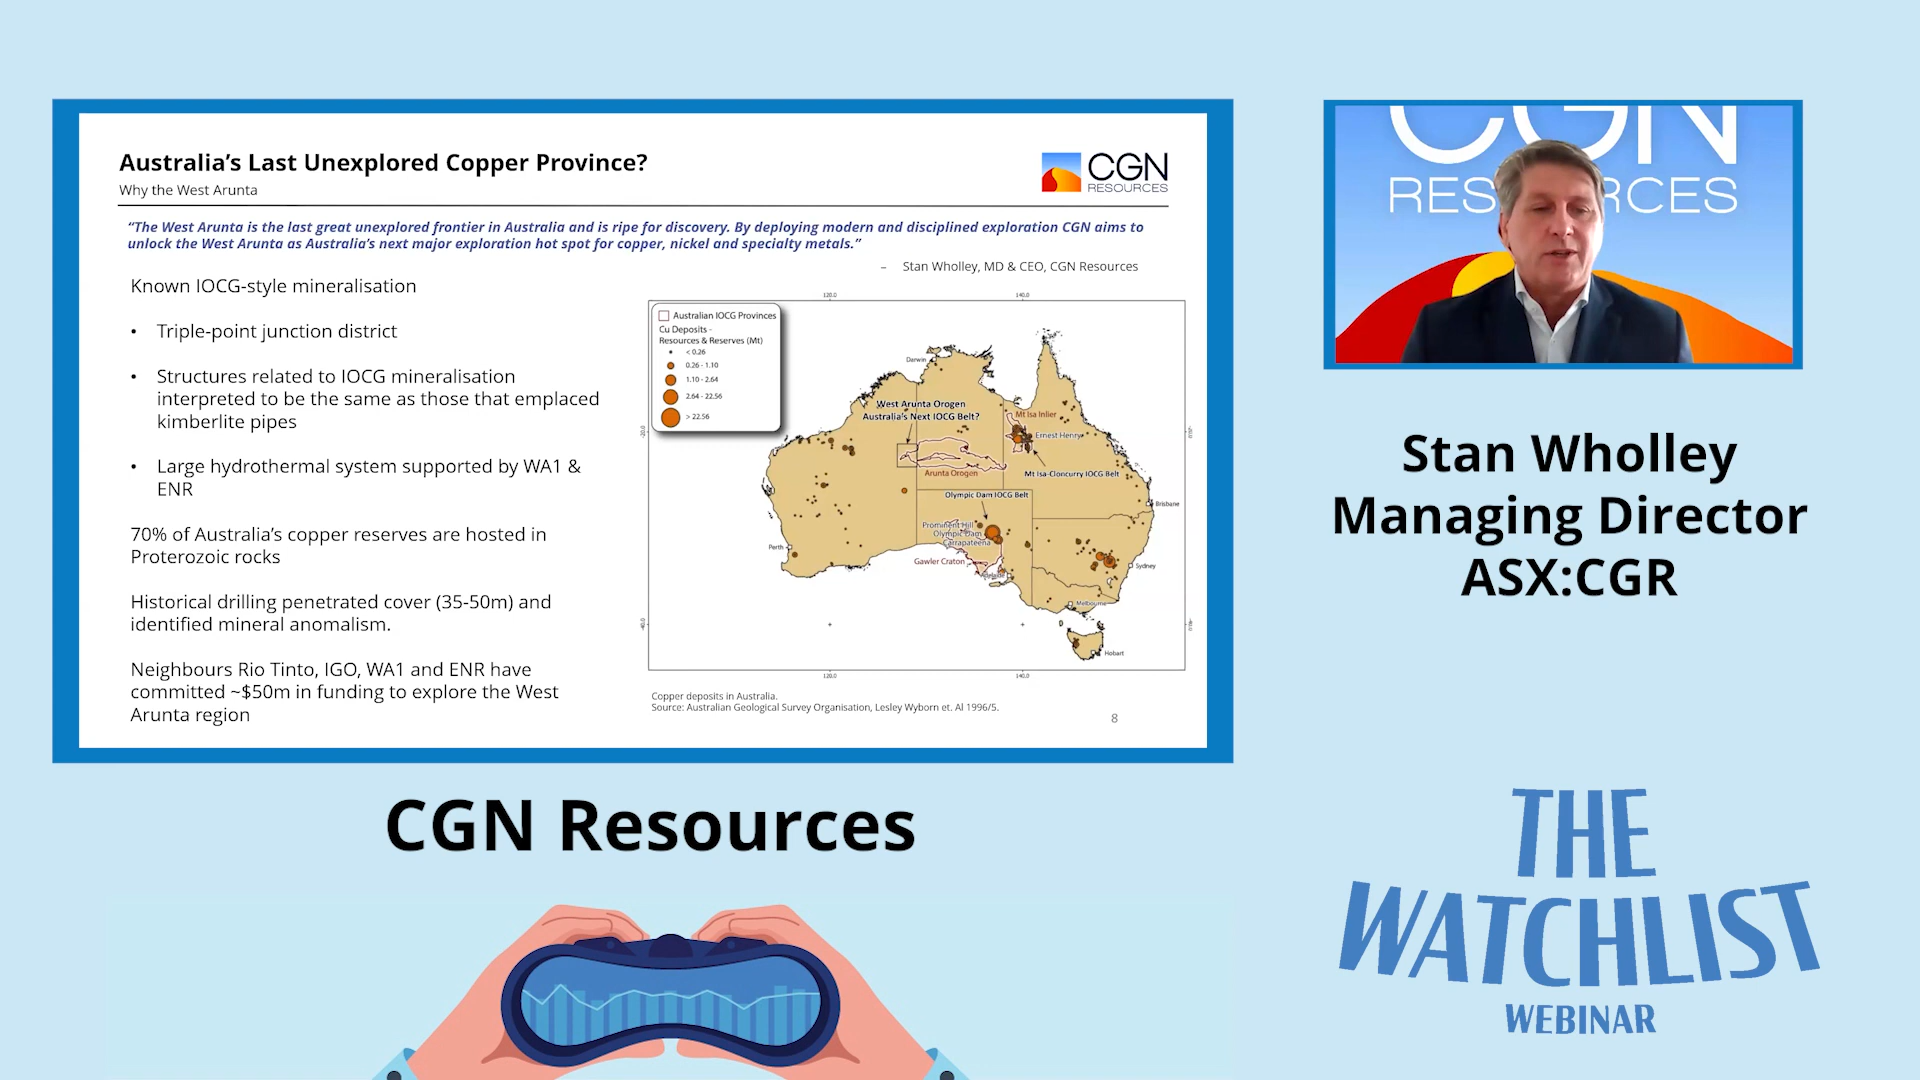 Australia's Last Unexplored Copper Province?
Why the West Arunta
CGN
RESOURCES
"The West Arunta is the last great unexplored frontier in Australia and is ripe for discovery. By deploying modern and disciplined exploration CGN aims to
unlock the West Arunta as Australia's next major exploration hot spot for copper, nickel and specialty metals."
– Stan Wholley, MD & CEO, CGN Resources
Known IOCG-style mineralisation
• Triple-point junction district
• Structures related to IOCG mineralisation
interpreted to be the same as those that emplaced
kimberlite pipes
• Large hydrothermal system supported by WA1 &
ENR
70% of Australia's copper reserves are hosted in
Proterozoic rocks
Historical drilling penetrated cover (35-50m) and
identified mineral anomalism.
Neighbours Rio Tinto, IGO, WA1 and ENR have
committed ~$50m in funding to explore the West
Arunta region
120.0
140.0
Australian IOCG Provinces
Cu Deposits -
Resources & Reserves (Mt)
< 0.26
0.26 - 1.10
1.10 - 2.64
2.64 - 22.56
> 22.56
Darwin
West Arunta Orogen
Australia's Next IOCG Belt?
Mt Isa Inlier
Ernest Henry
Arunta Orogen
Mt Isa-Cloncurry IOCG Belt
Olympic Dam IOCG Belt
Brisbane
Prominent Hill
Olympic Dam
Carrapateena
Perth
Gawler Craton
Adelaide
Sydney
Melbourne
Hobart
120.0
140.0
Copper deposits in Australia.
Source: Australian Geological Survey Organisation, Lesley Wyborn et. Al 1996/5.
8
CGN
RES RCES
Stan Wholley
Managing Director
ASX:CGR
CGN Resources
THE
WATCHLIST
WEBINAR